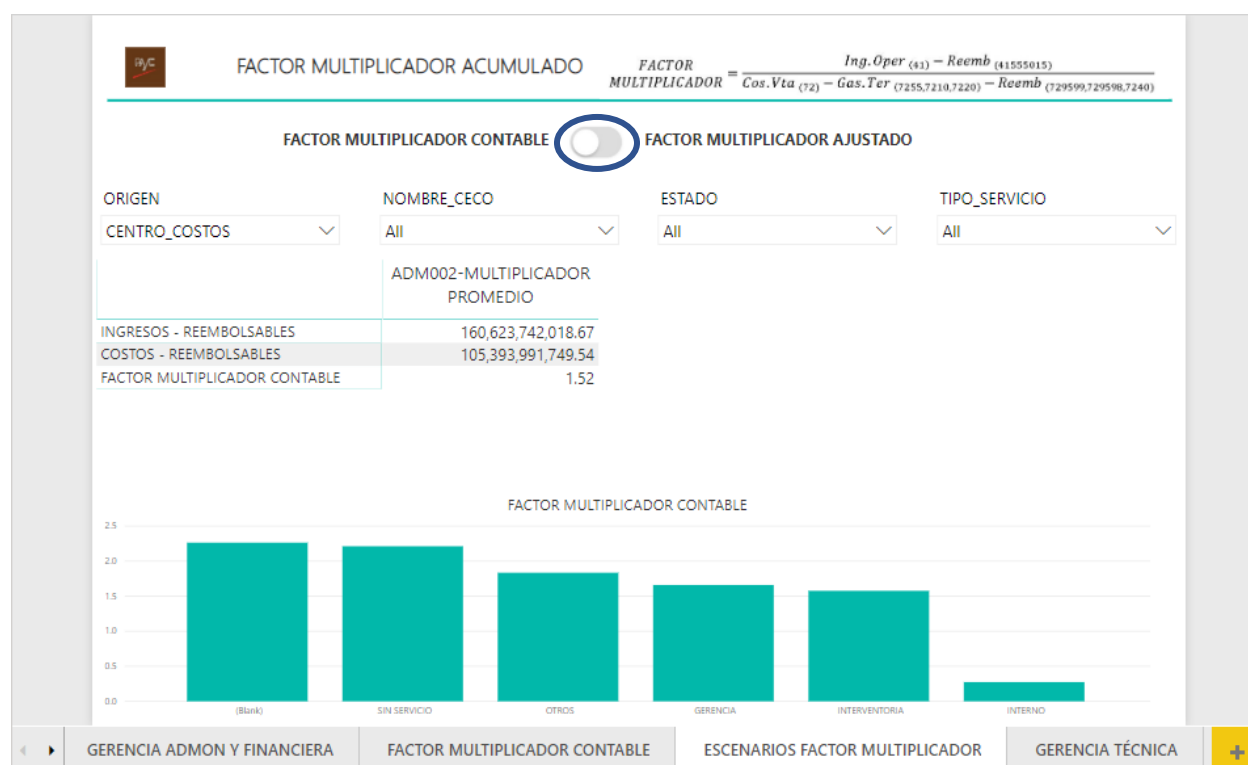 PAYC
FACTOR MULTIPLICADOR ACUMULADO
FACTOR MULTIPLICADOR = Ing.Oper (41) − Reemb (41555015) / Cos.Vta (72) − Gas.Ter (7255,7210,7220) − Reemb (729599,729598,7240)
FACTOR MULTIPLICADOR CONTABLE FACTOR MULTIPLICADOR AJUSTADO
ORIGEN NOMBRE_CECO ESTADO TIPO_SERVICIO
CENTRO_COSTOS All All All
ADM002-MULTIPLICADOR
PROMEDIO
INGRESOS - REEMBOLSABLES 160,623,742,018.67
COSTOS - REEMBOLSABLES 105,393,991,749.54
FACTOR MULTIPLICADOR CONTABLE 1.52
FACTOR MULTIPLICADOR CONTABLE
2.5
2.0
1.5
1.0
0.5
0.0
(Blank) SIN SERVICIO OTROS GERENCIA INTERVENTORIA INTERNO
GERENCIA ADMON Y FINANCIERA FACTOR MULTIPLICADOR CONTABLE ESCENARIOS FACTOR MULTIPLICADOR GERENCIA TÉCNICA +